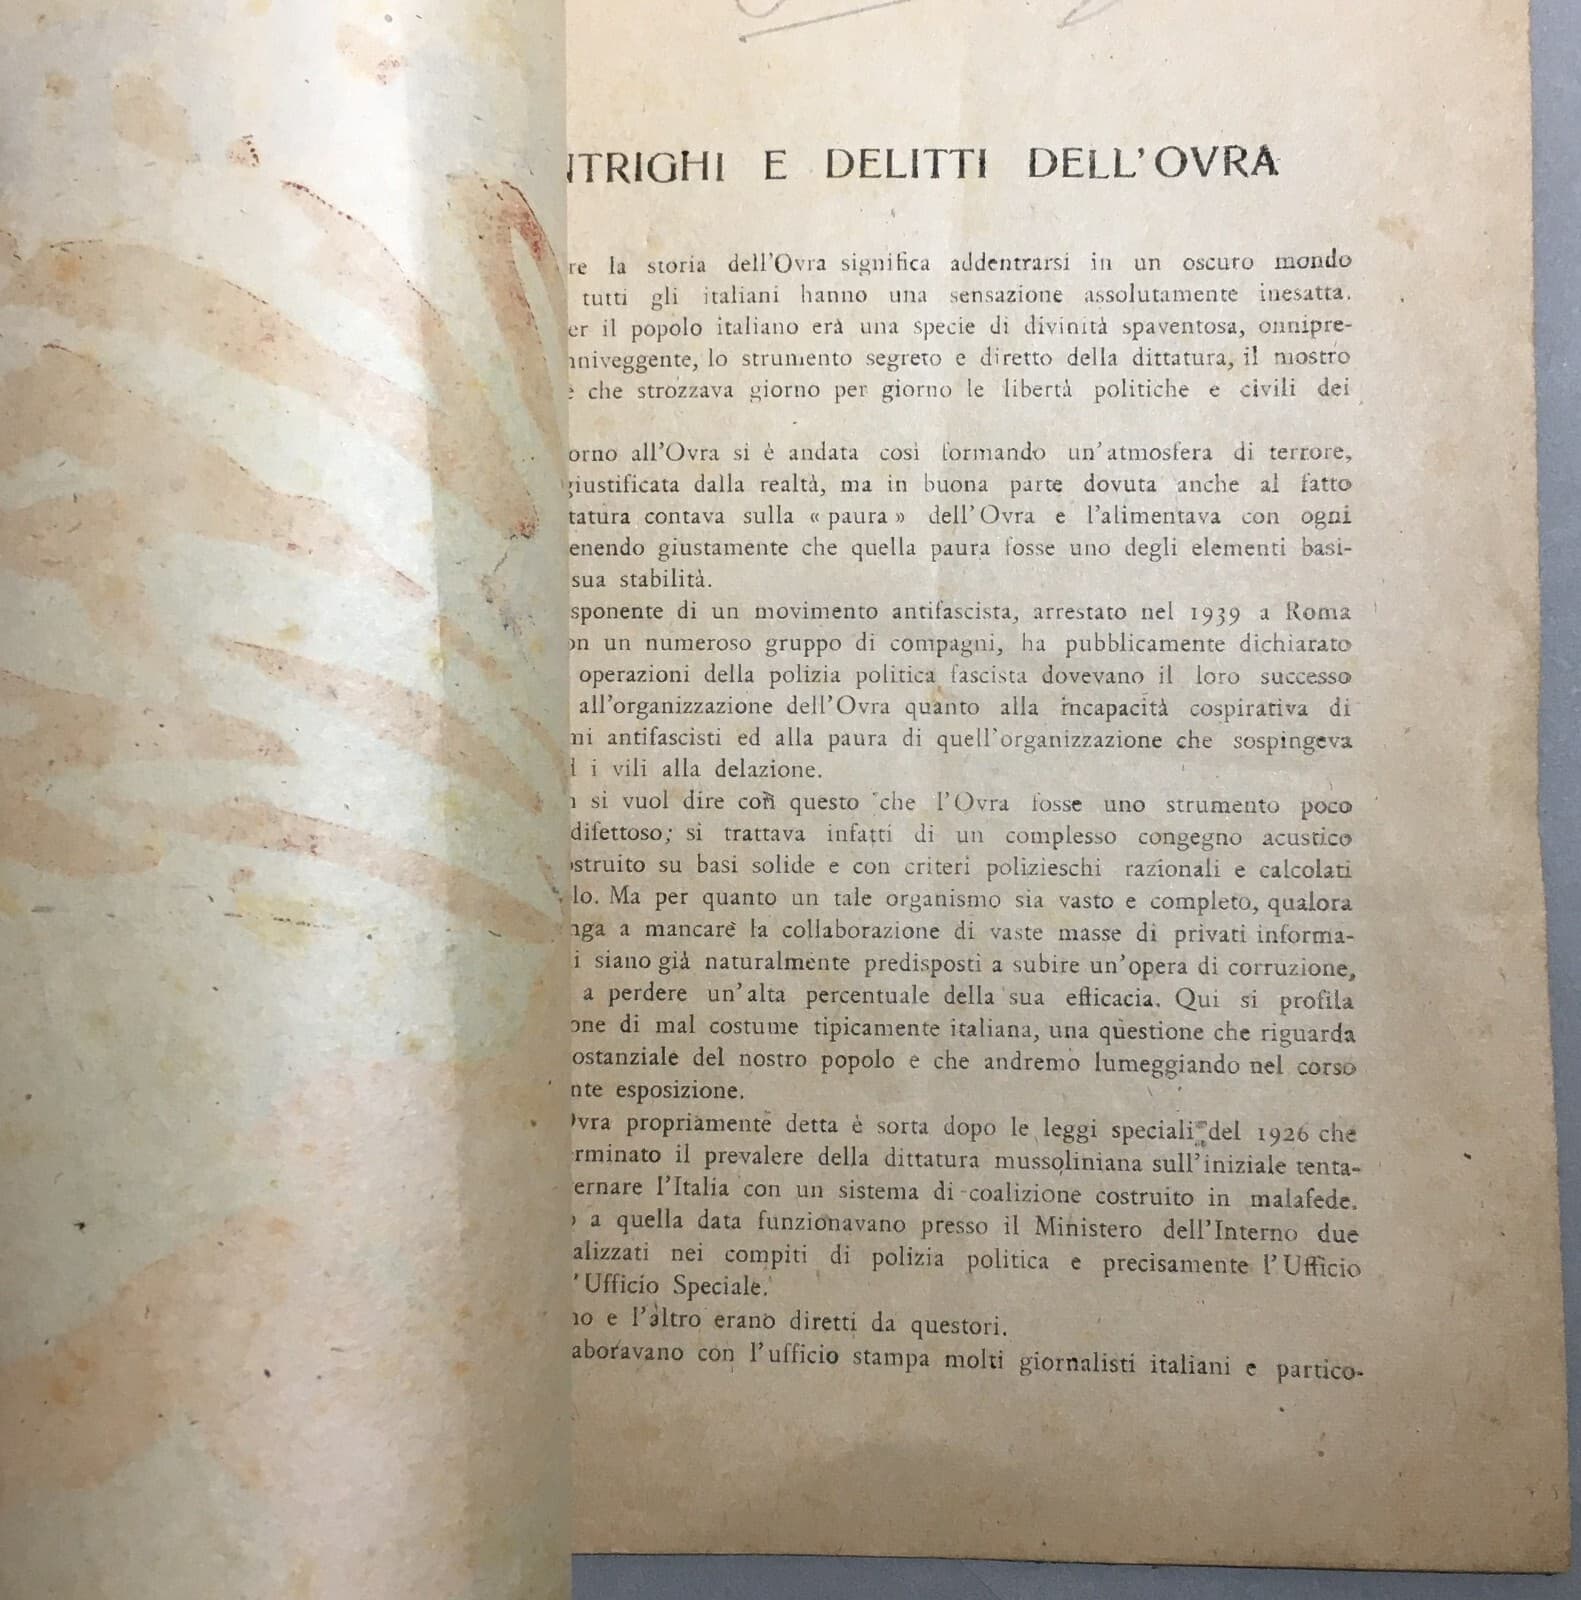 NTRIGHI E DELITTI DELL'OVRA
re la storia dell'Ovra significa addentrarsi in un oscuro mondo
tutti gli italiani hanno una sensazione assolutamente inesatta.
er il popolo italiano erà una specie di divinità spaventosa, onnipre-
nniveggente, lo strumento segreto e diretto della dittatura, il mostro
e che strozzava giorno per giorno le libertà politiche e civili dei
orno all'Ovra si è andata così formando un'atmosfera di terrore,
giustificata dalla realtà, ma in buona parte dovuta anche al fatto
tatura contava sulla « paura » dell'Ovra e l'alimentava con ogni
enendo giustamente che quella paura fosse uno degli elementi basi-
sua stabilità.
sponente di un movimento antifascista, arrestato nel 1939 a Roma
on un numeroso gruppo di compagni, ha pubblicamente dichiarato
operazioni della polizia politica fascista dovevano il loro successo
all'organizzazione dell'Ovra quanto alla incapacità cospirativa di
ni antifascisti ed alla paura di quell'organizzazione che sospingeva
d i vili alla delazione.
n si vuol dire con questo che l'Ovra fosse uno strumento poco
difettoso; si trattava infatti di un complesso congegno acustico
ostruito su basi solide e con criteri polizieschi razionali e calcolati
lo. Ma per quanto un tale organismo sia vasto e completo, qualora
nga a mancare la collaborazione di vaste masse di privati informa-
i siano già naturalmente predisposti a subire un'opera di corruzione,
a perdere un'alta percentuale della sua efficacia. Qui si profila
one di mal costume tipicamente italiana, una questione che riguarda
ostanziale del nostro popolo e che andremo lumeggiando nel corso
nte esposizione.
Ovra propriamente detta è sorta dopo le leggi speciali del 1926 che
rminato il prevalere della dittatura mussoliniana sull'iniziale tenta-
ernare l'Italia con un sistema di coalizione costruito in malafede.
o a quella data funzionavano presso il Ministero dell'Interno due
alizzati nei compiti di polizia politica e precisamente l'Ufficio
'Ufficio Speciale.
no e l'altro erano diretti da questori.
aboravano con l'ufficio stampa molti giornalisti italiani e partico-